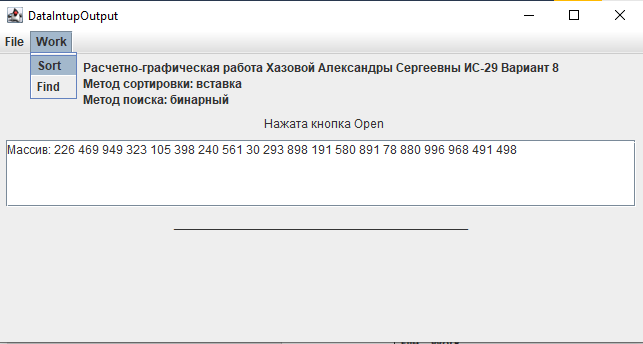 DataIntupOutput
File Work
Sort
Find
Расчетно-графическая работа Хазовой Александры Сергеевны ИС-29 Вариант 8
Метод сортировки: вставка
Метод поиска: бинарный
Нажата кнопка Open
Массив: 226 469 949 323 105 398 240 561 30 293 898 191 580 891 78 880 996 968 491 498